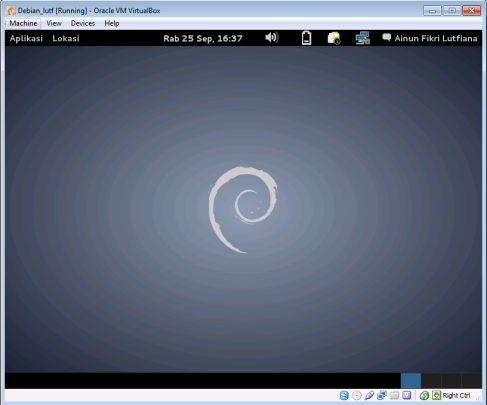 Debian_lutf [Running] - Oracle VM VirtualBox
Machine View Devices Help
Aplikasi Lokasi Rab 25 Sep, 16:37 Ainun Fikri Lutfiana
Right Ctrl